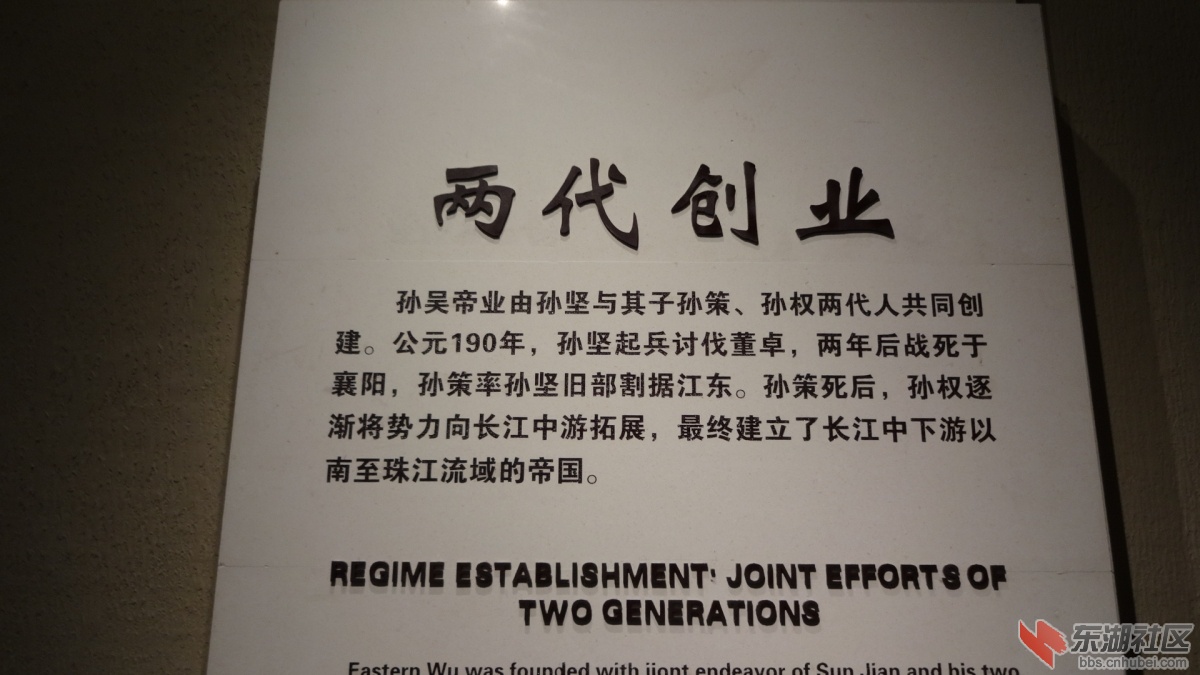 两代创业
孙吴帝业由孙坚与其子孙策、孙权两代人共同创
建。公元190年，孙坚起兵讨伐董卓，两年后战死于
襄阳，孙策率孙坚旧部割据江东。孙策死后，孙权逐
渐将势力向长江中游拓展，最终建立了长江中下游以
南至珠江流域的帝国。
REGIME ESTABLISHMENT' JOINT EFFORTS OF
TWO GENERATIONS
Eastern Wu was founded with jiont endeavor of Sun Jian and his two
东湖社区
bbs.cnhubei.com